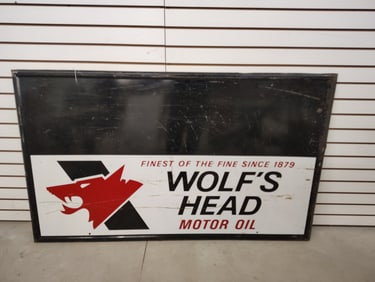 FINEST OF THE FINE SINCE 1879
WOLF'S
HEAD
MOTOR OIL